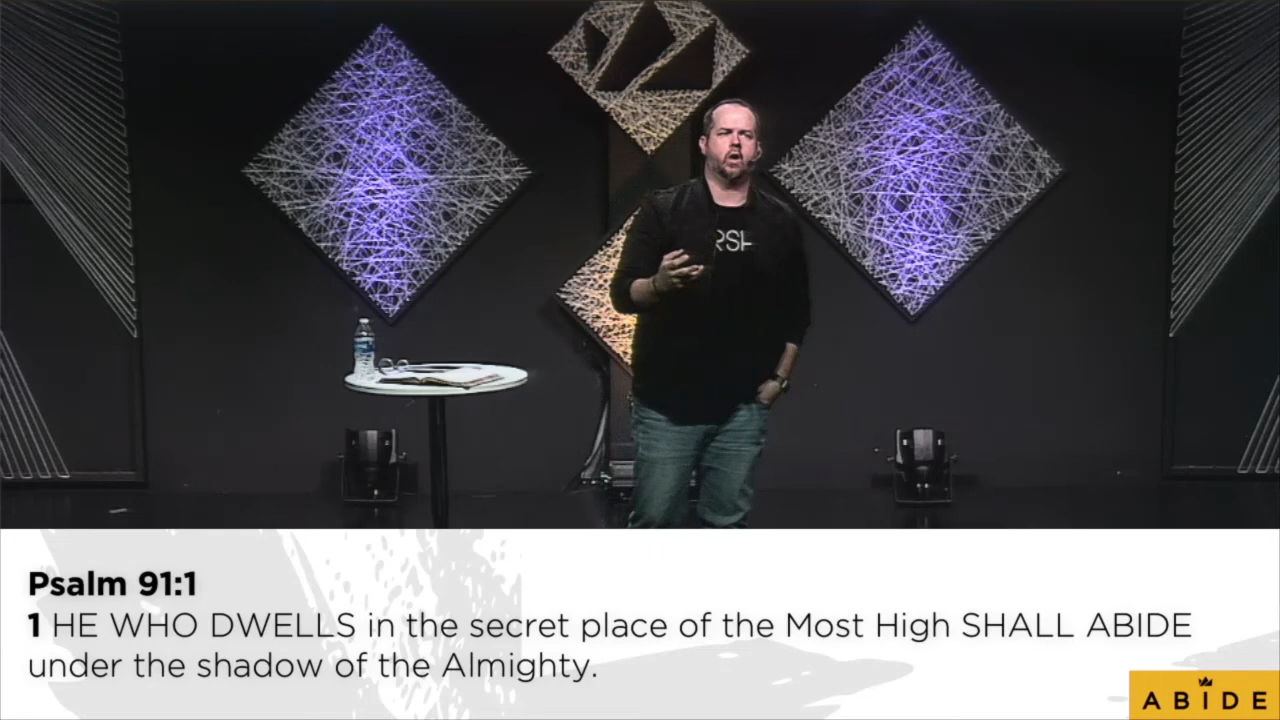 RSH
Psalm 91:1
1 HE WHO DWELLS in the secret place of the Most High SHALL ABIDE
under the shadow of the Almighty.
ABIDE